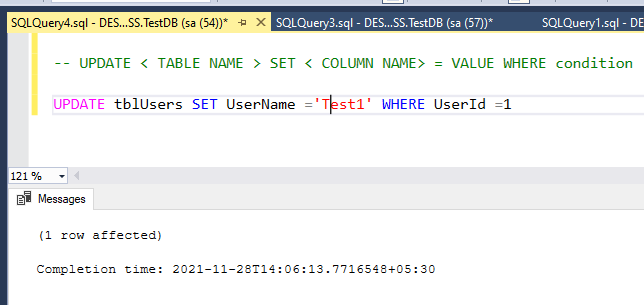 SQLQuery4.sql - DES...SS.TestDB (sa (54))* SQLQuery3.sql - DES...SS.TestDB (sa (57))* SQLQuery1.sql - DE
-- UPDATE < TABLE NAME > SET < COLUMN NAME> = VALUE WHERE condition
UPDATE tblUsers SET UserName ='Test1' WHERE UserId =1
121 %
Messages
(1 row affected)
Completion time: 2021-11-28T14:06:13.7716548+05:30